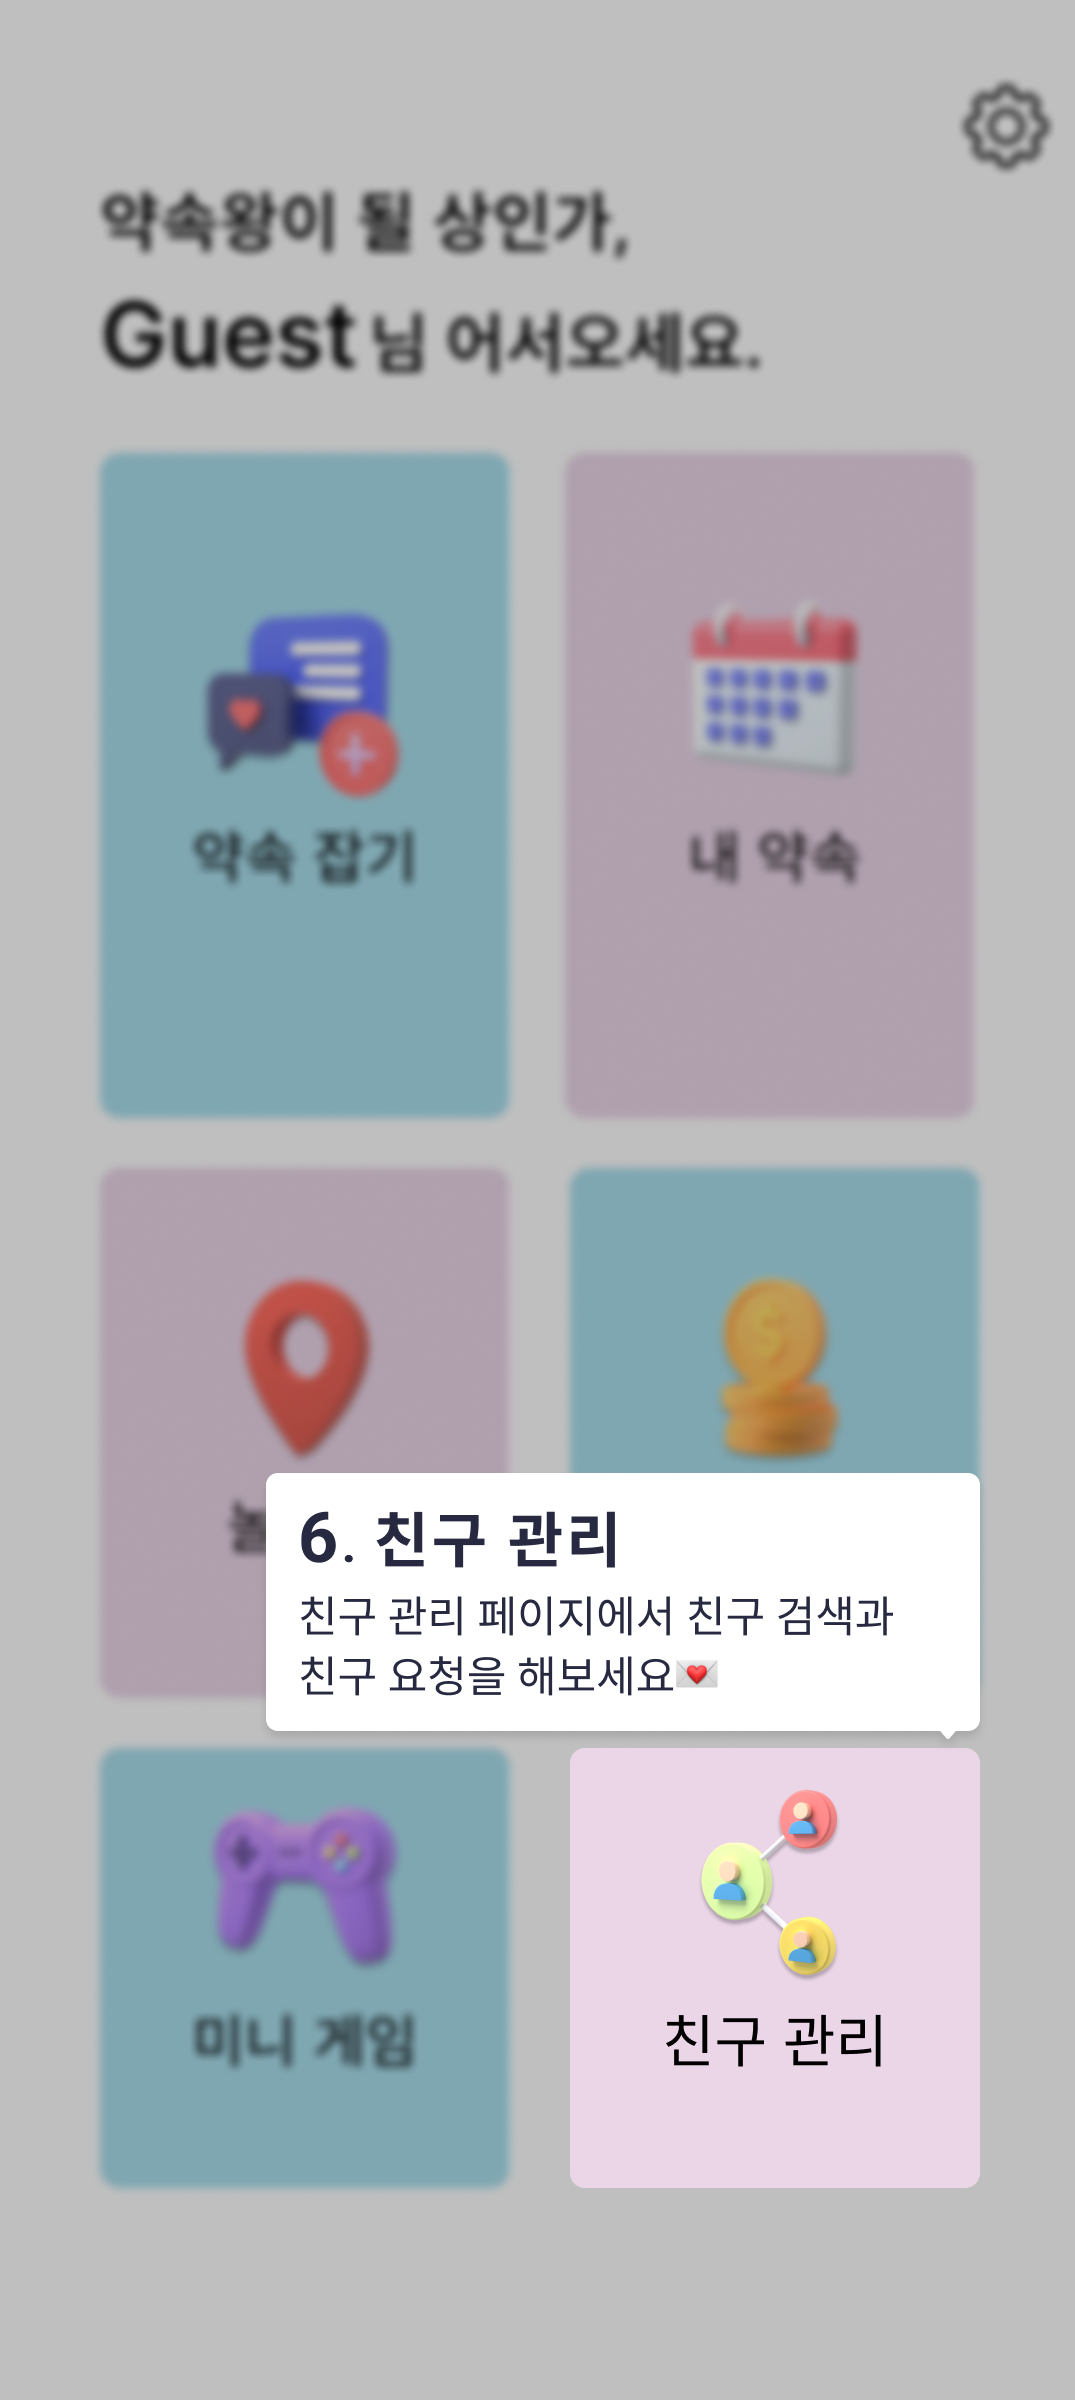 약속왕이 될 상인가,
Guest 님 어서오세요.
약속 잡기
내 약속
6. 친구 관리
친구 관리 페이지에서 친구 검색과
친구 요청을 해보세요💌
미니 게임
친구 관리